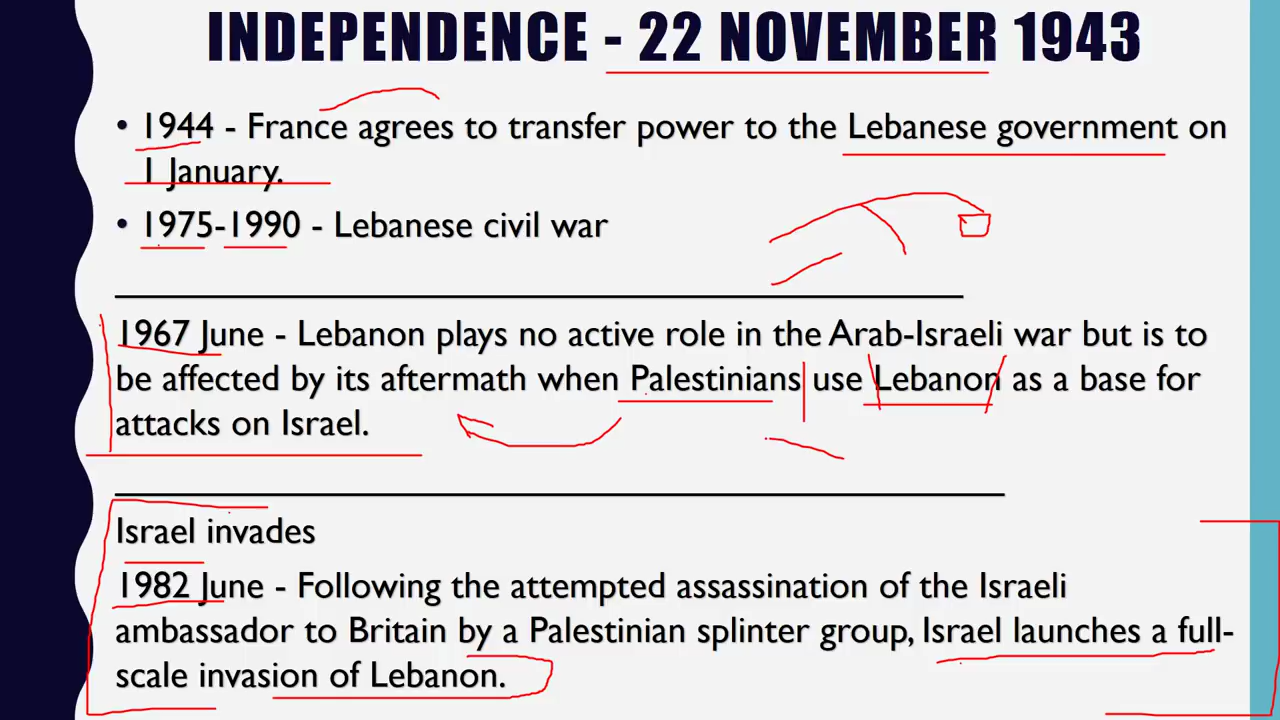 INDEPENDENCE - 22 NOVEMBER 1943
• 1944 - France agrees to transfer power to the Lebanese government on
1 January.
• 1975-1990 - Lebanese civil war
1967 June - Lebanon plays no active role in the Arab-Israeli war but is to
be affected by its aftermath when Palestinians use Lebanon as a base for
attacks on Israel.
Israel invades
1982 June - Following the attempted assassination of the Israeli
ambassador to Britain by a Palestinian splinter group, Israel launches a full-
scale invasion of Lebanon.